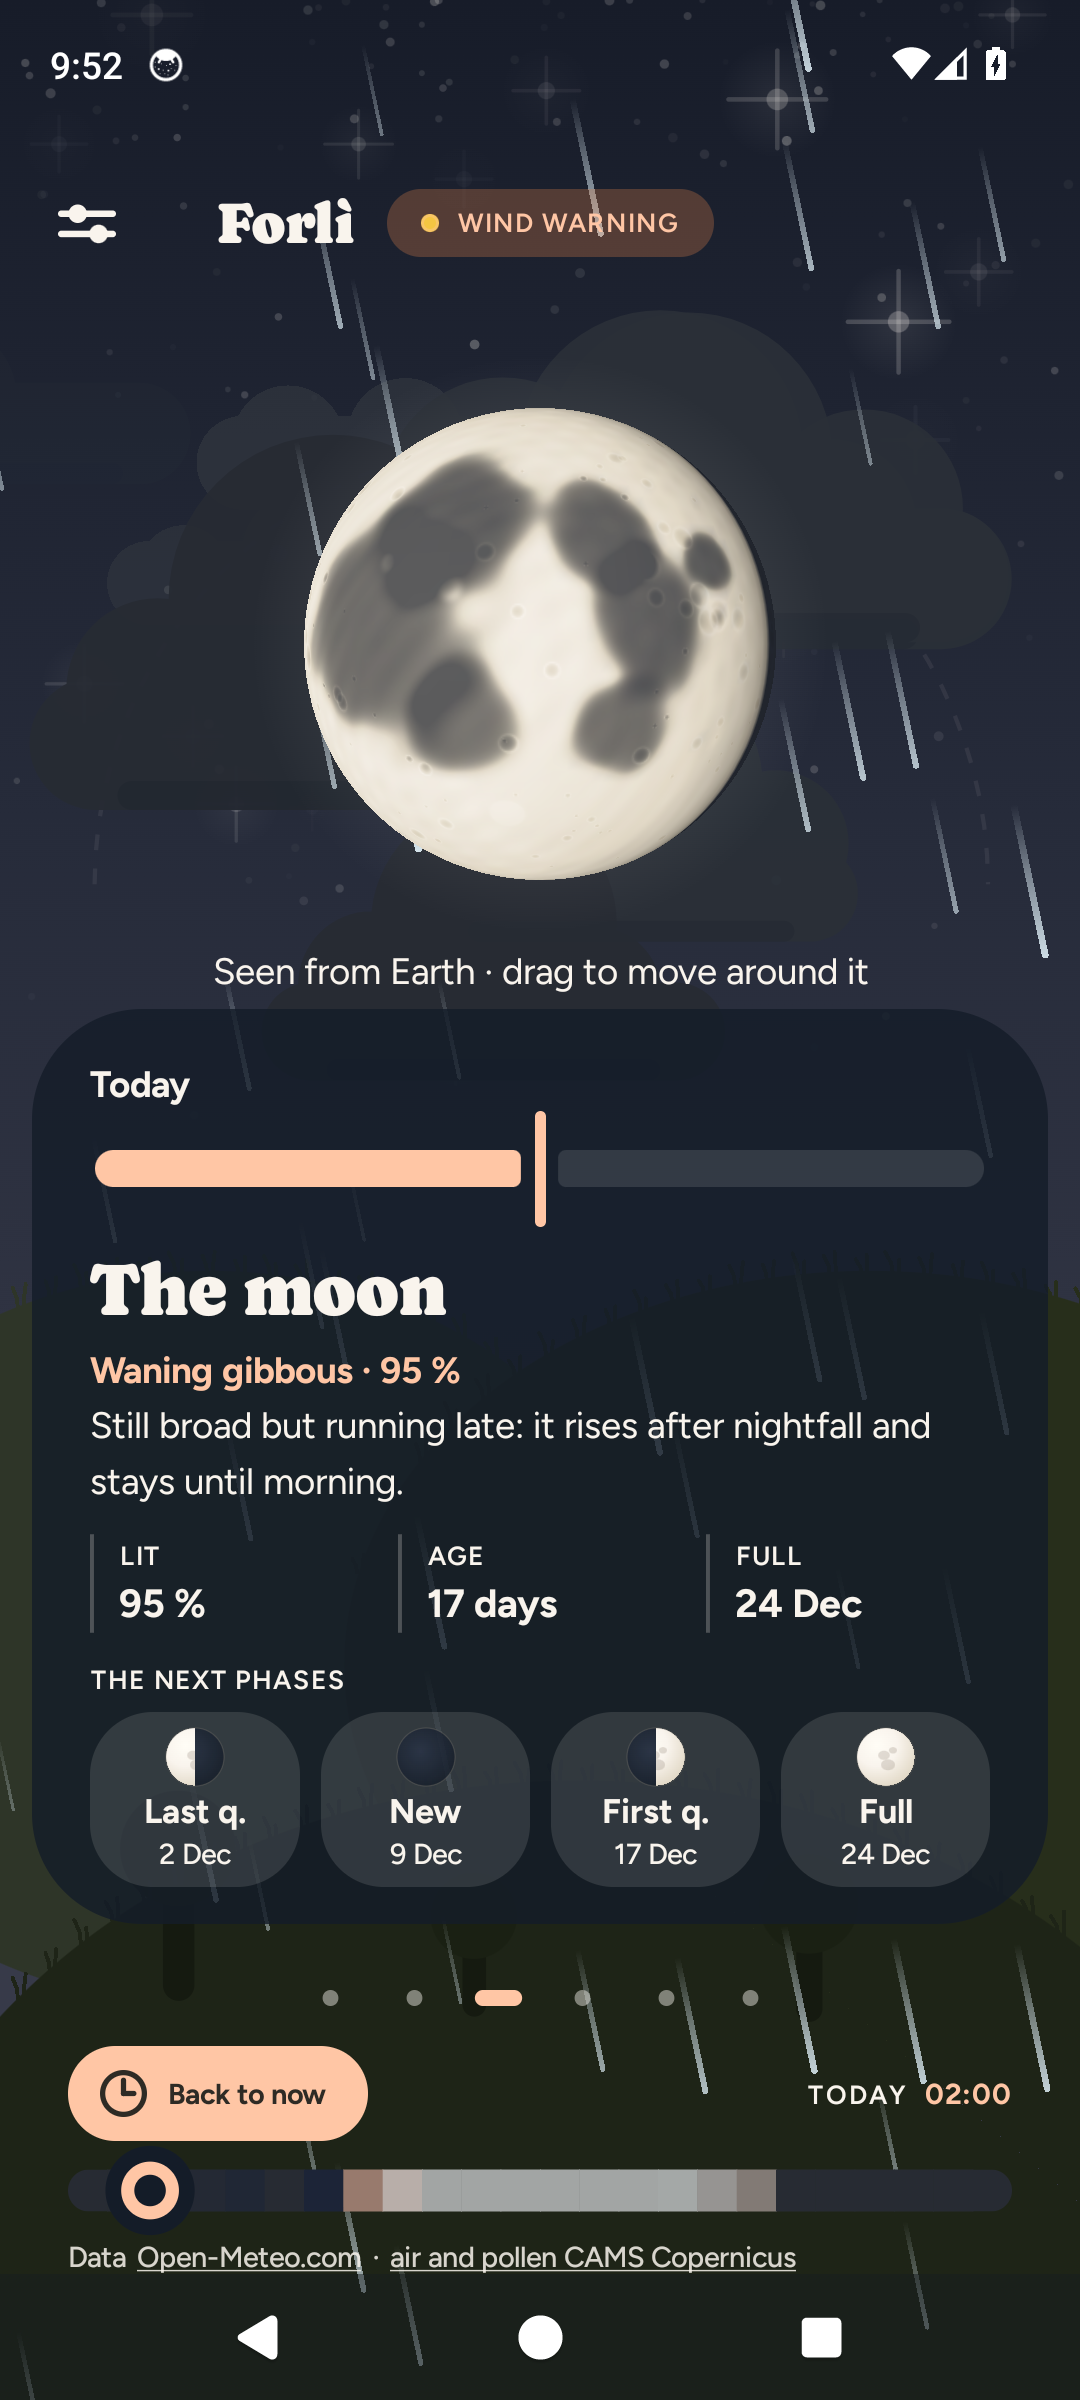 9:52
Forlì
WIND WARNING
Seen from Earth · drag to move around it
Today
The moon
Waning gibbous · 95 %
Still broad but running late: it rises after nightfall and
stays until morning.
LIT
95 %
AGE
17 days
FULL
24 Dec
THE NEXT PHASES
Last q.
2 Dec
New
9 Dec
First q.
17 Dec
Full
24 Dec
Back to now
TODAY 02:00
Data Open-Meteo.com · air and pollen CAMS Copernicus